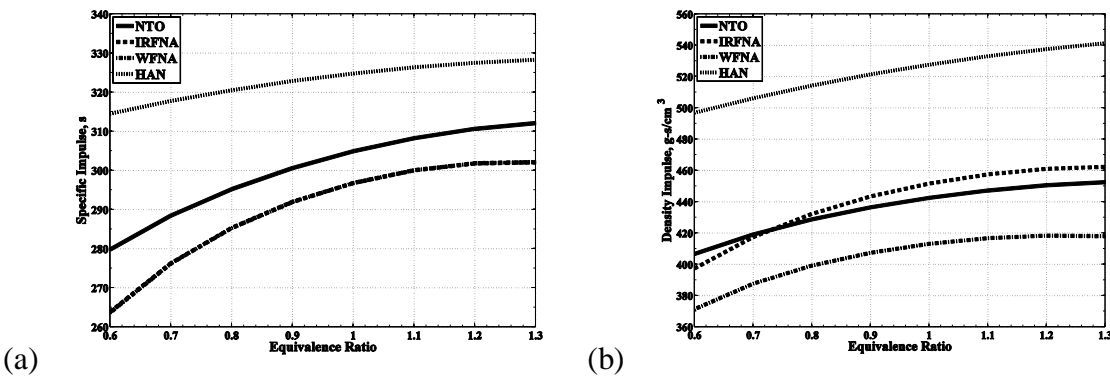 340
330
320
310
300
290
280
270
260
Specific Impulse, s
NTO
IRFNA
WFNA
HAN
0.6 0.7 0.8 0.9 1 1.1 1.2 1.3
Equivalence Ratio
(a)
560
540
520
500
480
460
440
420
400
380
360
Density Impulse, g-s/cm³
NTO
IRFNA
WFNA
HAN
0.6 0.7 0.8 0.9 1 1.1 1.2 1.3
Equivalence Ratio
(b)